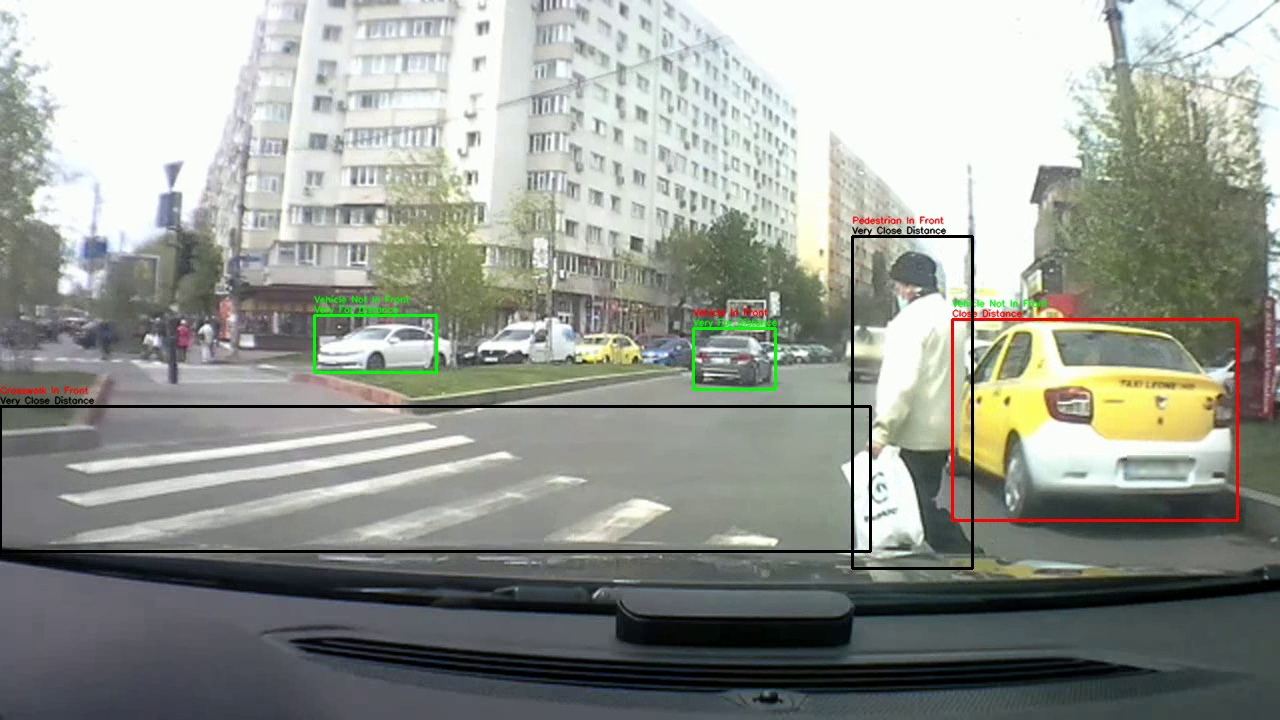 Pedestrian In Front
Very Close Distance
Vehicle Not In Front
Very Far Distance
Vehicle In Front
Very Far Distance
Vehicle Not In Front
Close Distance
TAXI LEONE
Crosswalk In Front
Very Close Distance